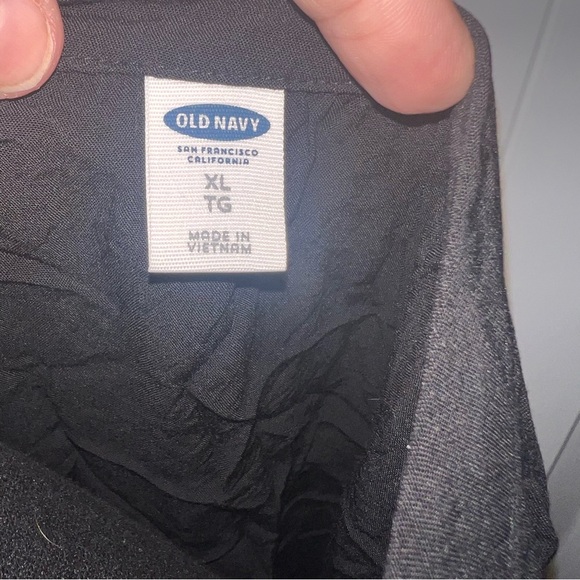 OLD NAVY
SAN FRANCISCO
CALIFORNIA
XL
TG
MADE IN
VIETNAM